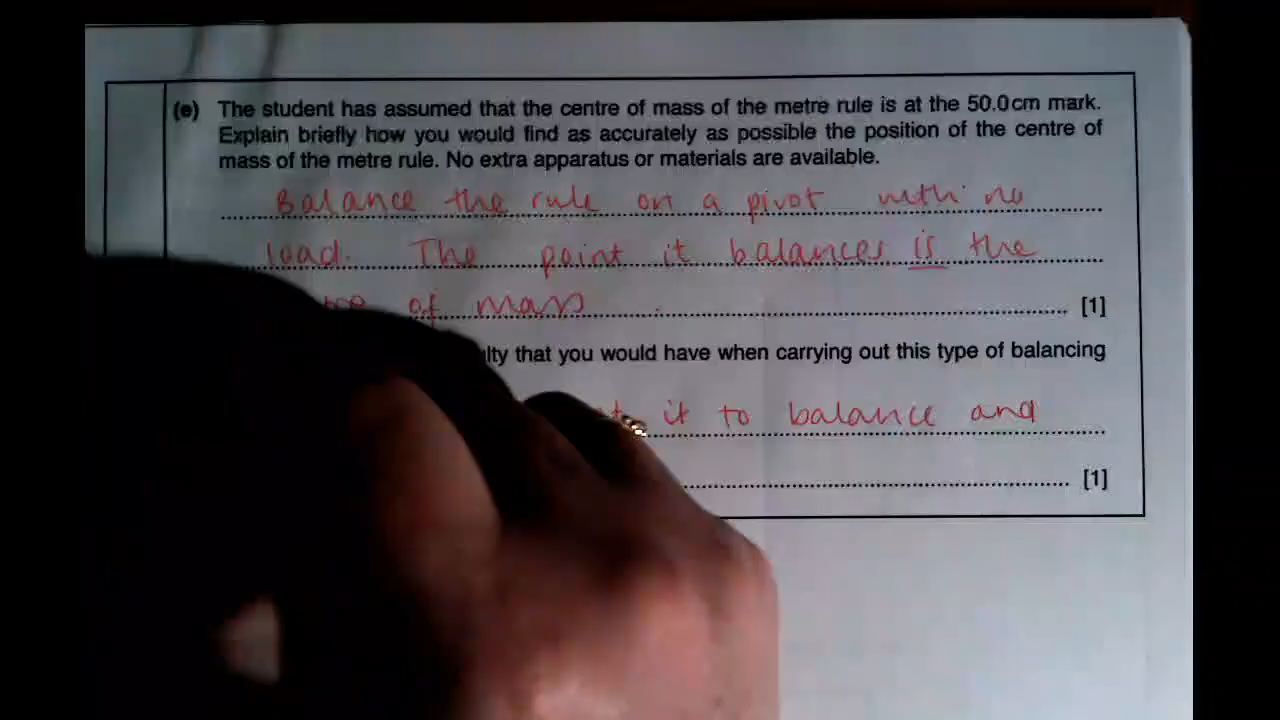 (e) The student has assumed that the centre of mass of the metre rule is at the 50.0cm mark.
Explain briefly how you would find as accurately as possible the position of the centre of
mass of the metre rule. No extra apparatus or materials are available.
Balance the rule on a pivot with no
load. The point it balances is the
of mass [1]
that you would have when carrying out this type of balancing
it to balance and
[1]